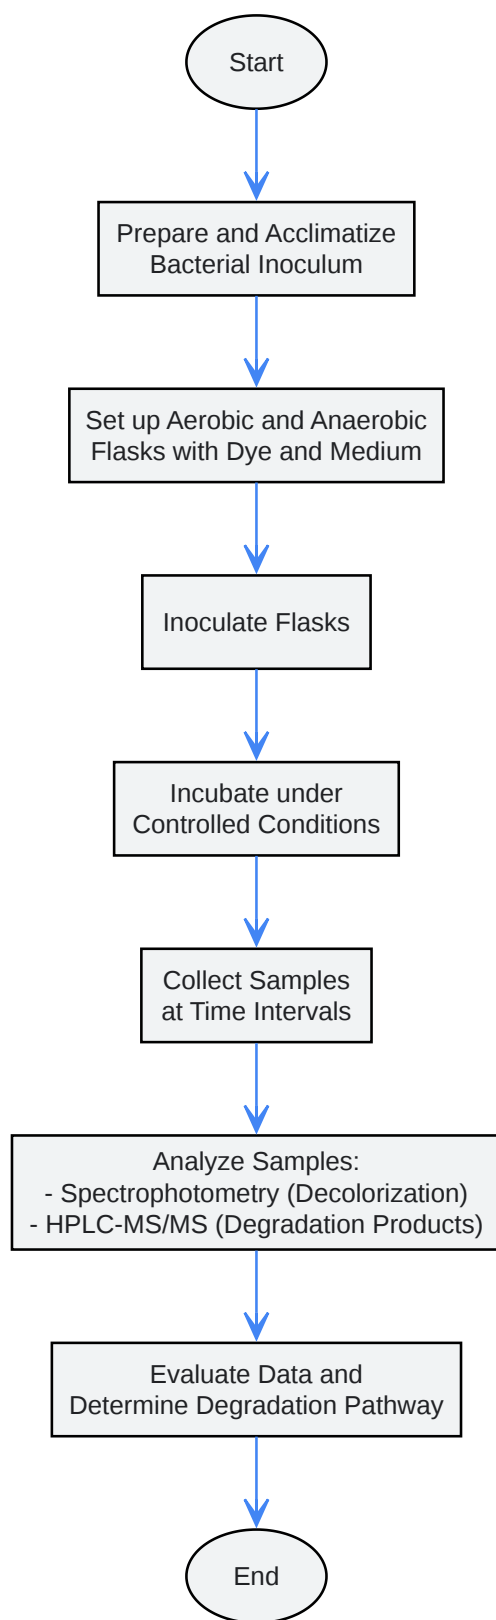 Start
Prepare and Acclimatize
Bacterial Inoculum
Set up Aerobic and Anaerobic
Flasks with Dye and Medium
Inoculate Flasks
Incubate under
Controlled Conditions
Collect Samples
at Time Intervals
Analyze Samples:
- Spectrophotometry (Decolorization)
- HPLC-MS/MS (Degradation Products)
Evaluate Data and
Determine Degradation Pathway
End